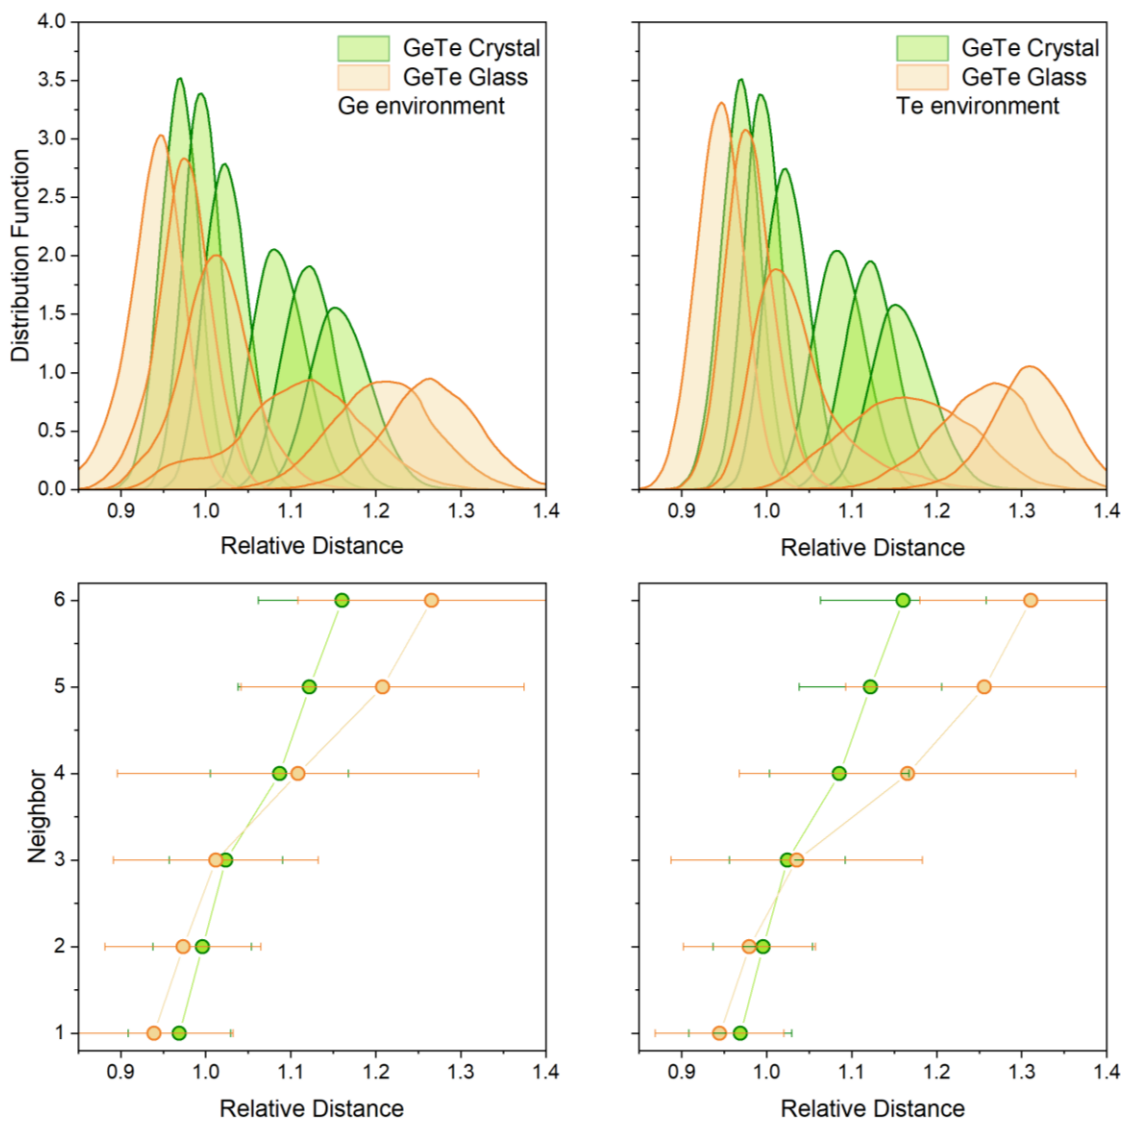 4.0
3.5
3.0
2.5
2.0
1.5
1.0
0.5
0.0
Distribution Function
GeTe Crystal
GeTe Glass
Ge environment
0.9 1.0 1.1 1.2 1.3 1.4
Relative Distance
GeTe Crystal
GeTe Glass
Te environment
0.9 1.0 1.1 1.2 1.3 1.4
Relative Distance
6
5
4
3
2
1
Neighbor
0.9 1.0 1.1 1.2 1.3 1.4
Relative Distance
0.9 1.0 1.1 1.2 1.3 1.4
Relative Distance